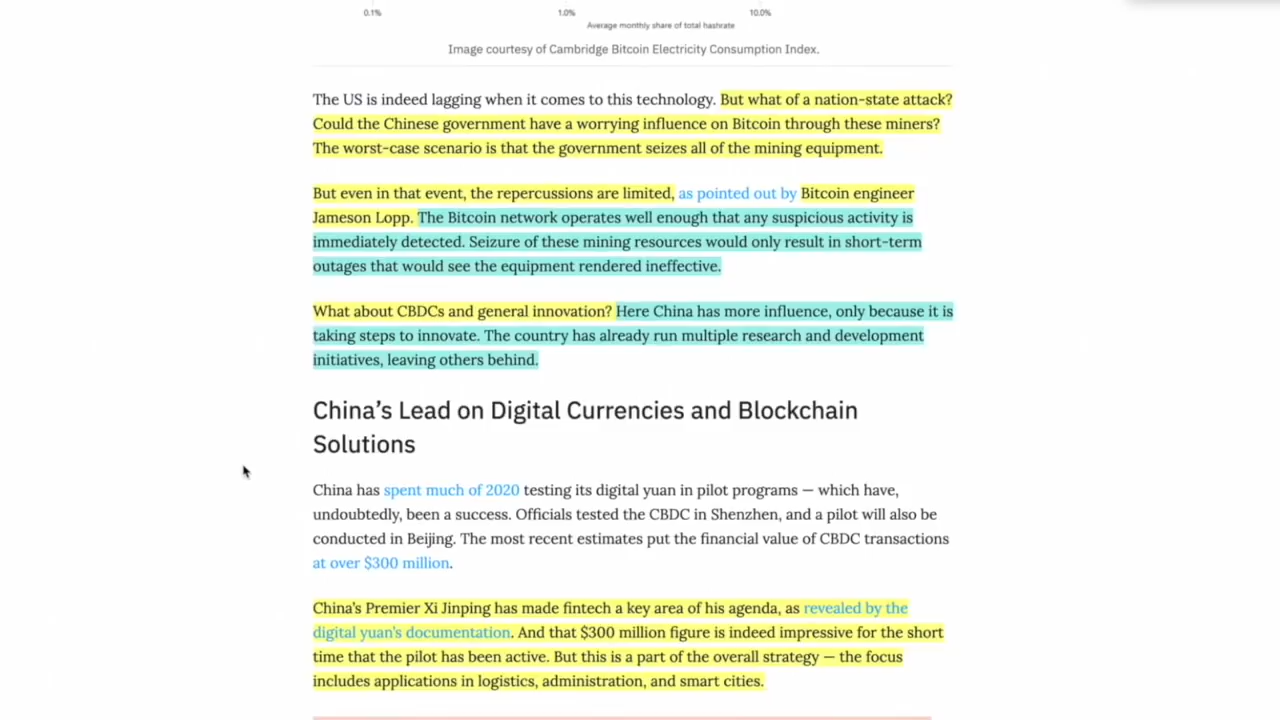 0.1%
1.0%
10.0%
Average monthly share of total hashrate
Image courtesy of Cambridge Bitcoin Electricity Consumption Index.
The US is indeed lagging when it comes to this technology. But what of a nation-state attack?
Could the Chinese government have a worrying influence on Bitcoin through these miners?
The worst-case scenario is that the government seizes all of the mining equipment.
But even in that event, the repercussions are limited, as pointed out by Bitcoin engineer
Jameson Lopp. The Bitcoin network operates well enough that any suspicious activity is
immediately detected. Seizure of these mining resources would only result in short-term
outages that would see the equipment rendered ineffective.
What about CBDCs and general innovation? Here China has more influence, only because it is
taking steps to innovate. The country has already run multiple research and development
initiatives, leaving others behind.
China’s Lead on Digital Currencies and Blockchain
Solutions
China has spent much of 2020 testing its digital yuan in pilot programs — which have,
undoubtedly, been a success. Officials tested the CBDC in Shenzhen, and a pilot will also be
conducted in Beijing. The most recent estimates put the financial value of CBDC transactions
at over $300 million.
China’s Premier Xi Jinping has made fintech a key area of his agenda, as revealed by the
digital yuan’s documentation. And that $300 million figure is indeed impressive for the short
time that the pilot has been active. But this is a part of the overall strategy — the focus
includes applications in logistics, administration, and smart cities.